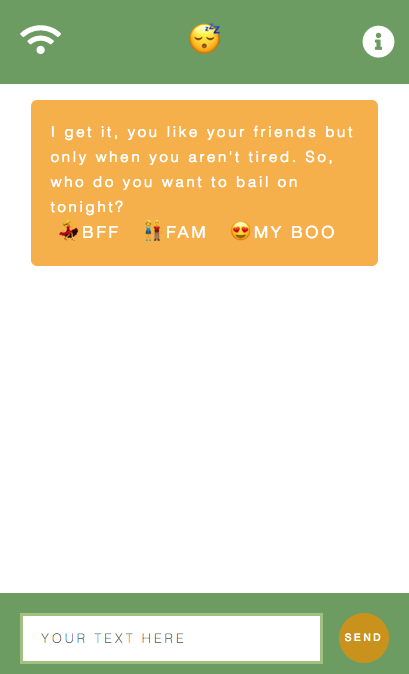 I get it, you like your friends but
only when you aren't tired. So,
who do you want to bail on
tonight?
💃BFF 👫FAM 😍MY BOO
YOUR TEXT HERE
SEND